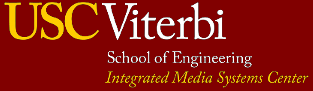 USC Viterbi
School of Engineering
Integrated Media Systems Center